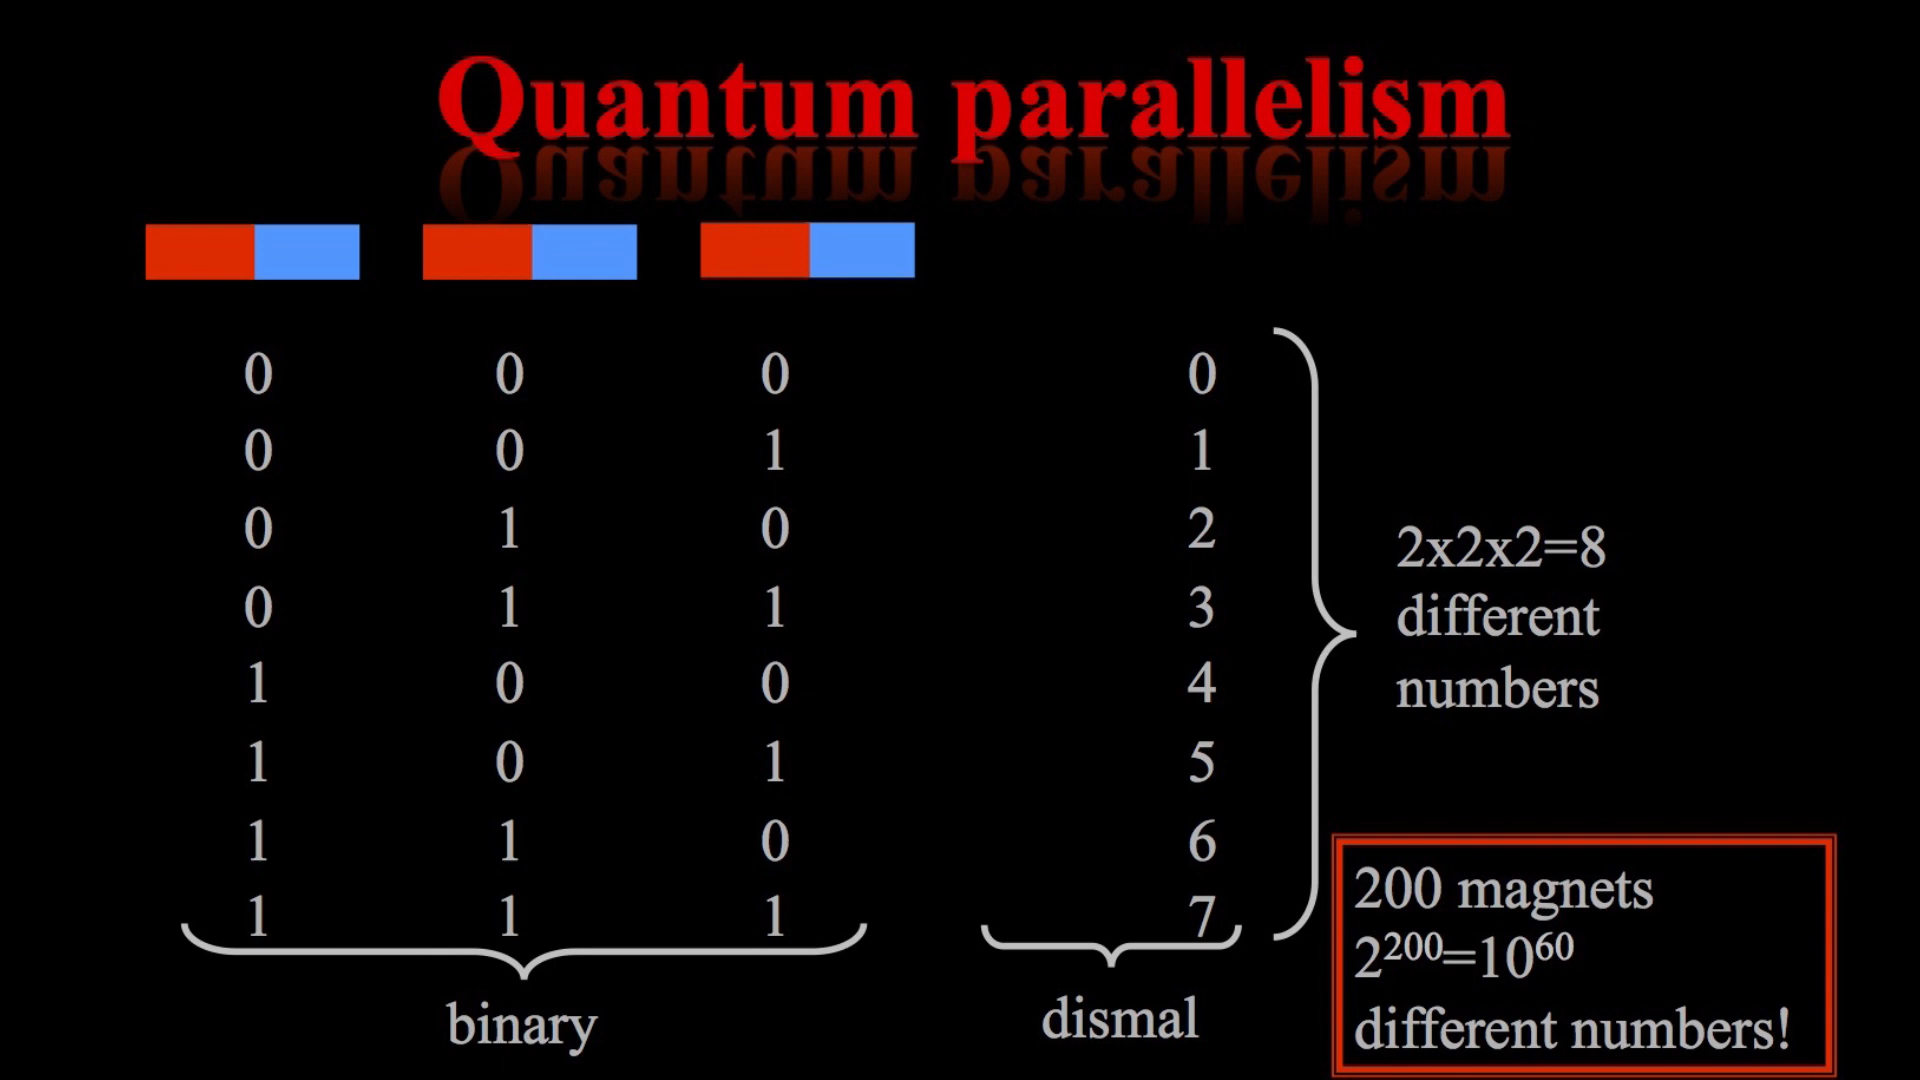 Quantum parallelism
0 0 0 0
0 0 1 1
0 1 0 2
0 1 1 3
1 0 0 4
1 0 1 5
1 1 0 6
1 1 1 7
binary
dismal
2x2x2=8
different
numbers
200 magnets
2²⁰⁰=10⁶⁰
different numbers!